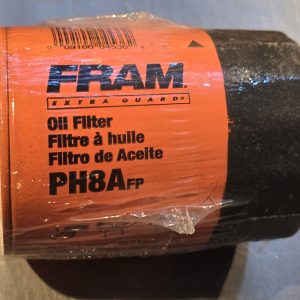 FRAM
EXTRA GUARD®
Oil Filter
Filtre à huile
Filtro de Aceite
PH8AFP